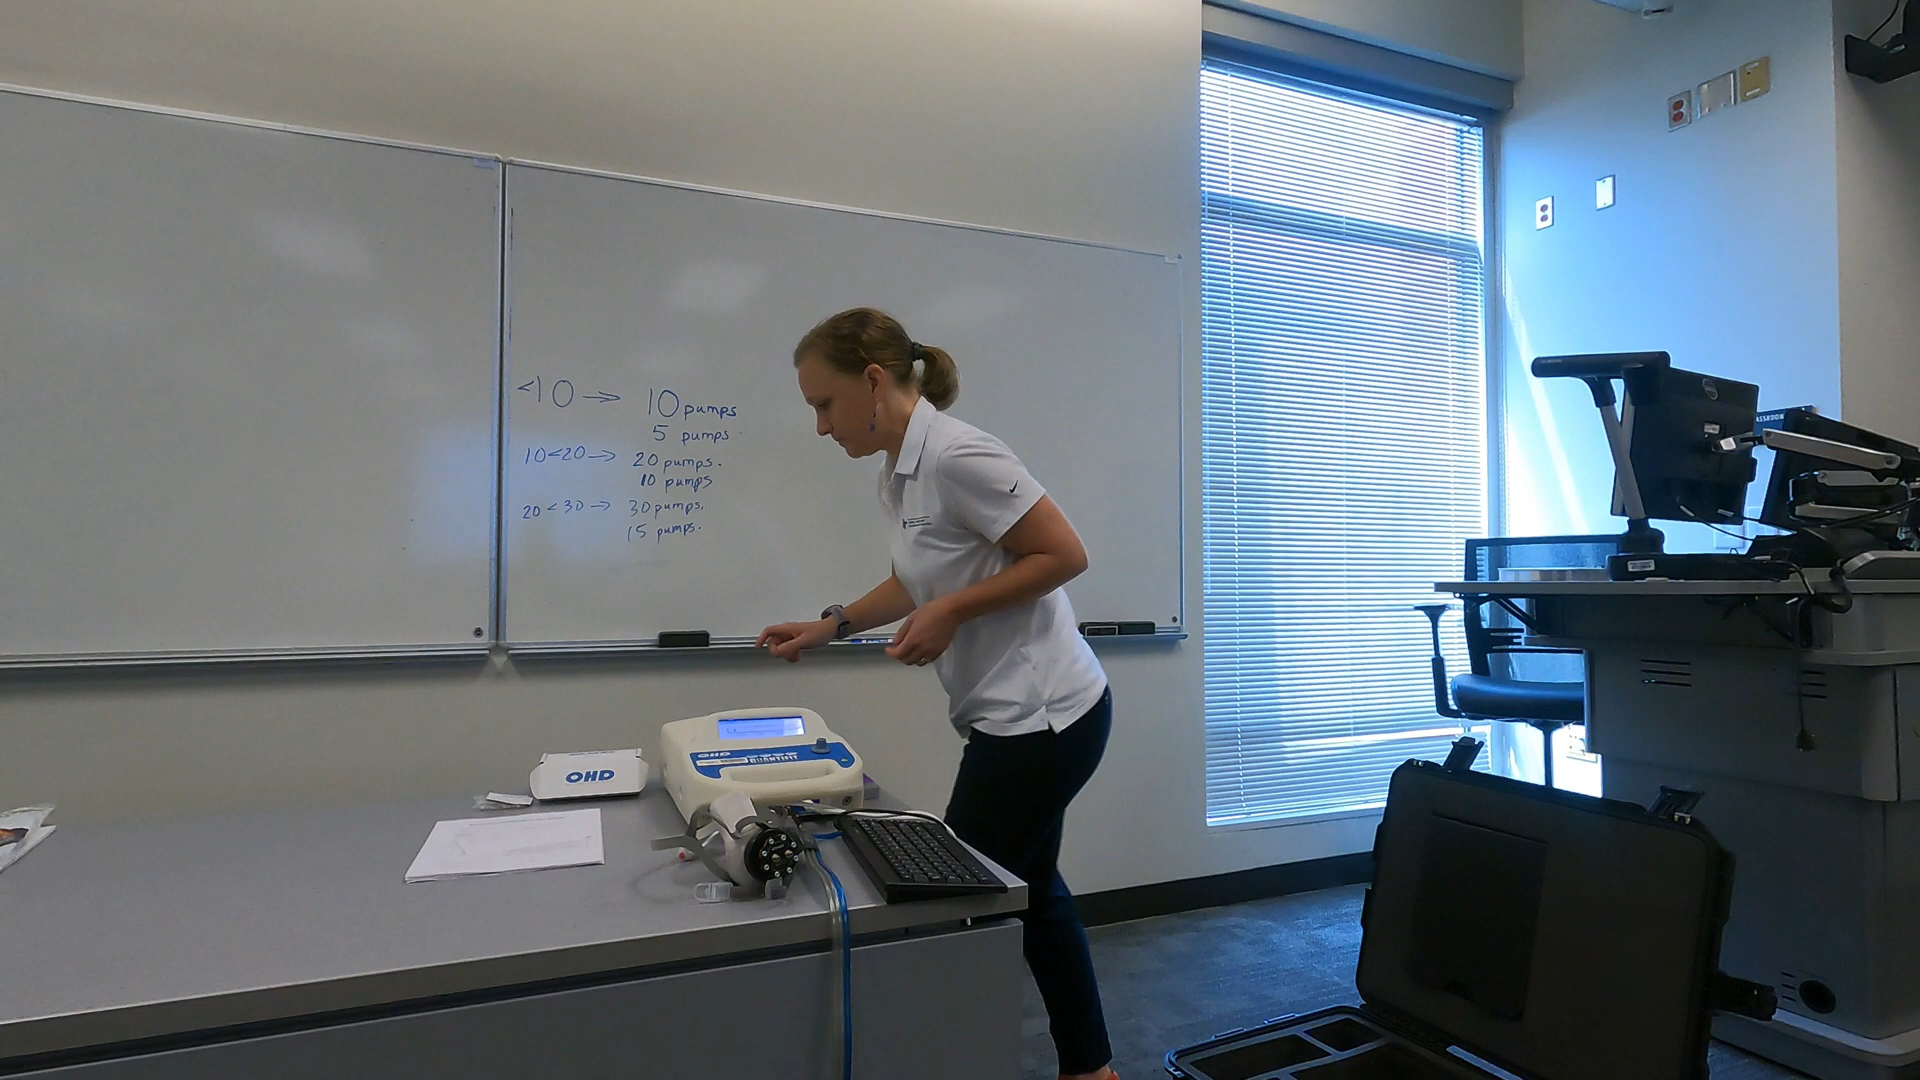 <10 → 10 pumps
5 pumps.
10<20 → 20 pumps.
10 pumps
20 < 30 → 30 pumps.
15 pumps.
OHD
OHD
QUANTIFIT